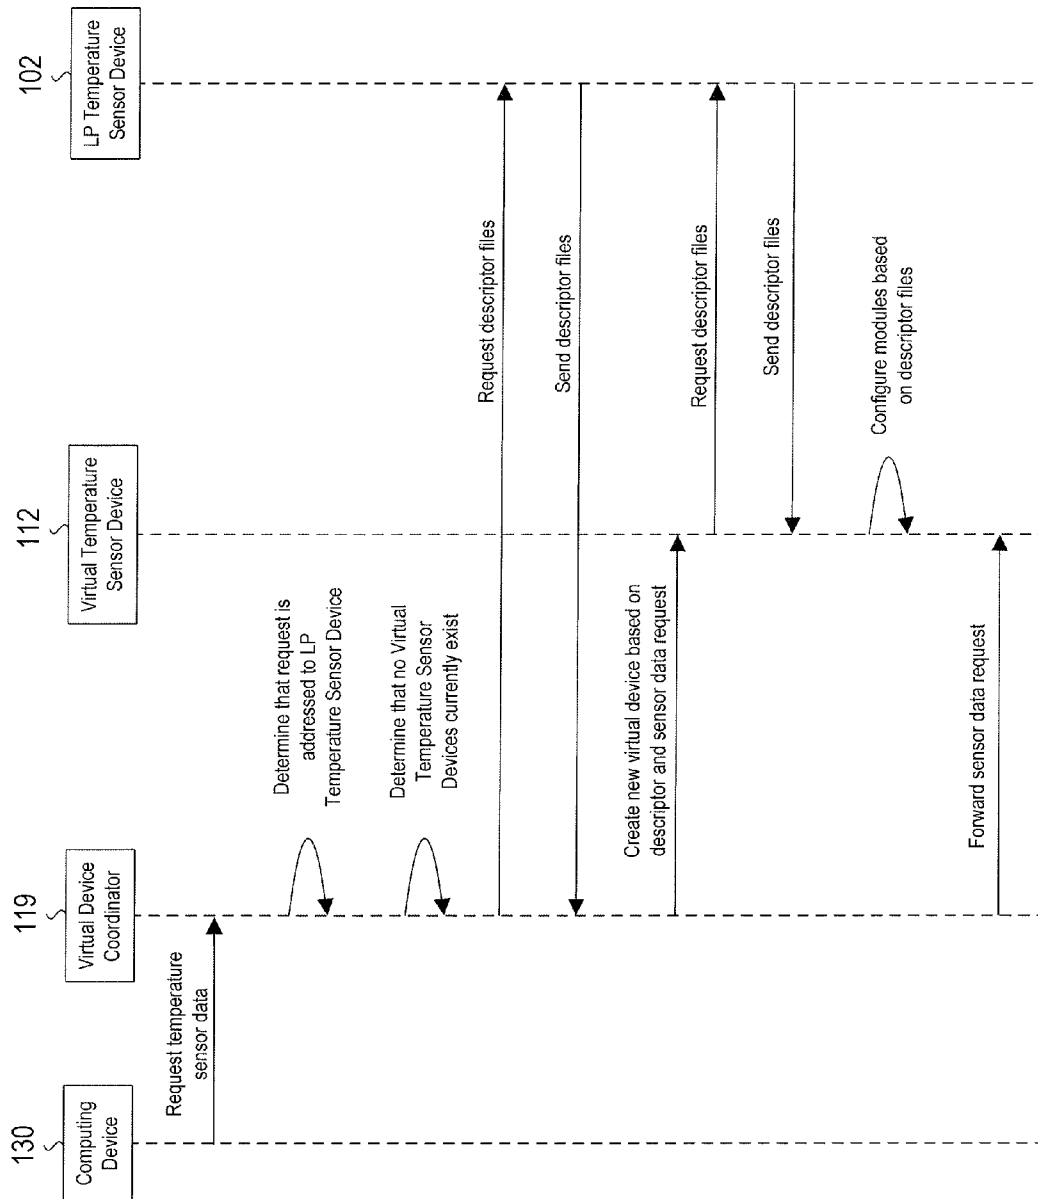 130
Computing
Device
119
Virtual Device
Coordinator
112
Virtual Temperature
Sensor Device
102
LP Temperature
Sensor Device
Request temperature
sensor data
Determine that request is
addressed to LP
Temperature Sensor Device
Determine that no Virtual
Temperature Sensor
Devices currently exist
Request descriptor files
Send descriptor files
Create new virtual device based on
descriptor and sensor data request
Request descriptor files
Send descriptor files
Configure modules based
on descriptor files
Forward sensor data request